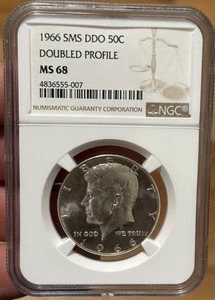 1966 SMS DDO 50C
DOUBLED PROFILE
MS 68
4836555-007
NUMISMATIC GUARANTY CORPORATION
NGC
LIBERTY
IN GOD WE TRUST
1966